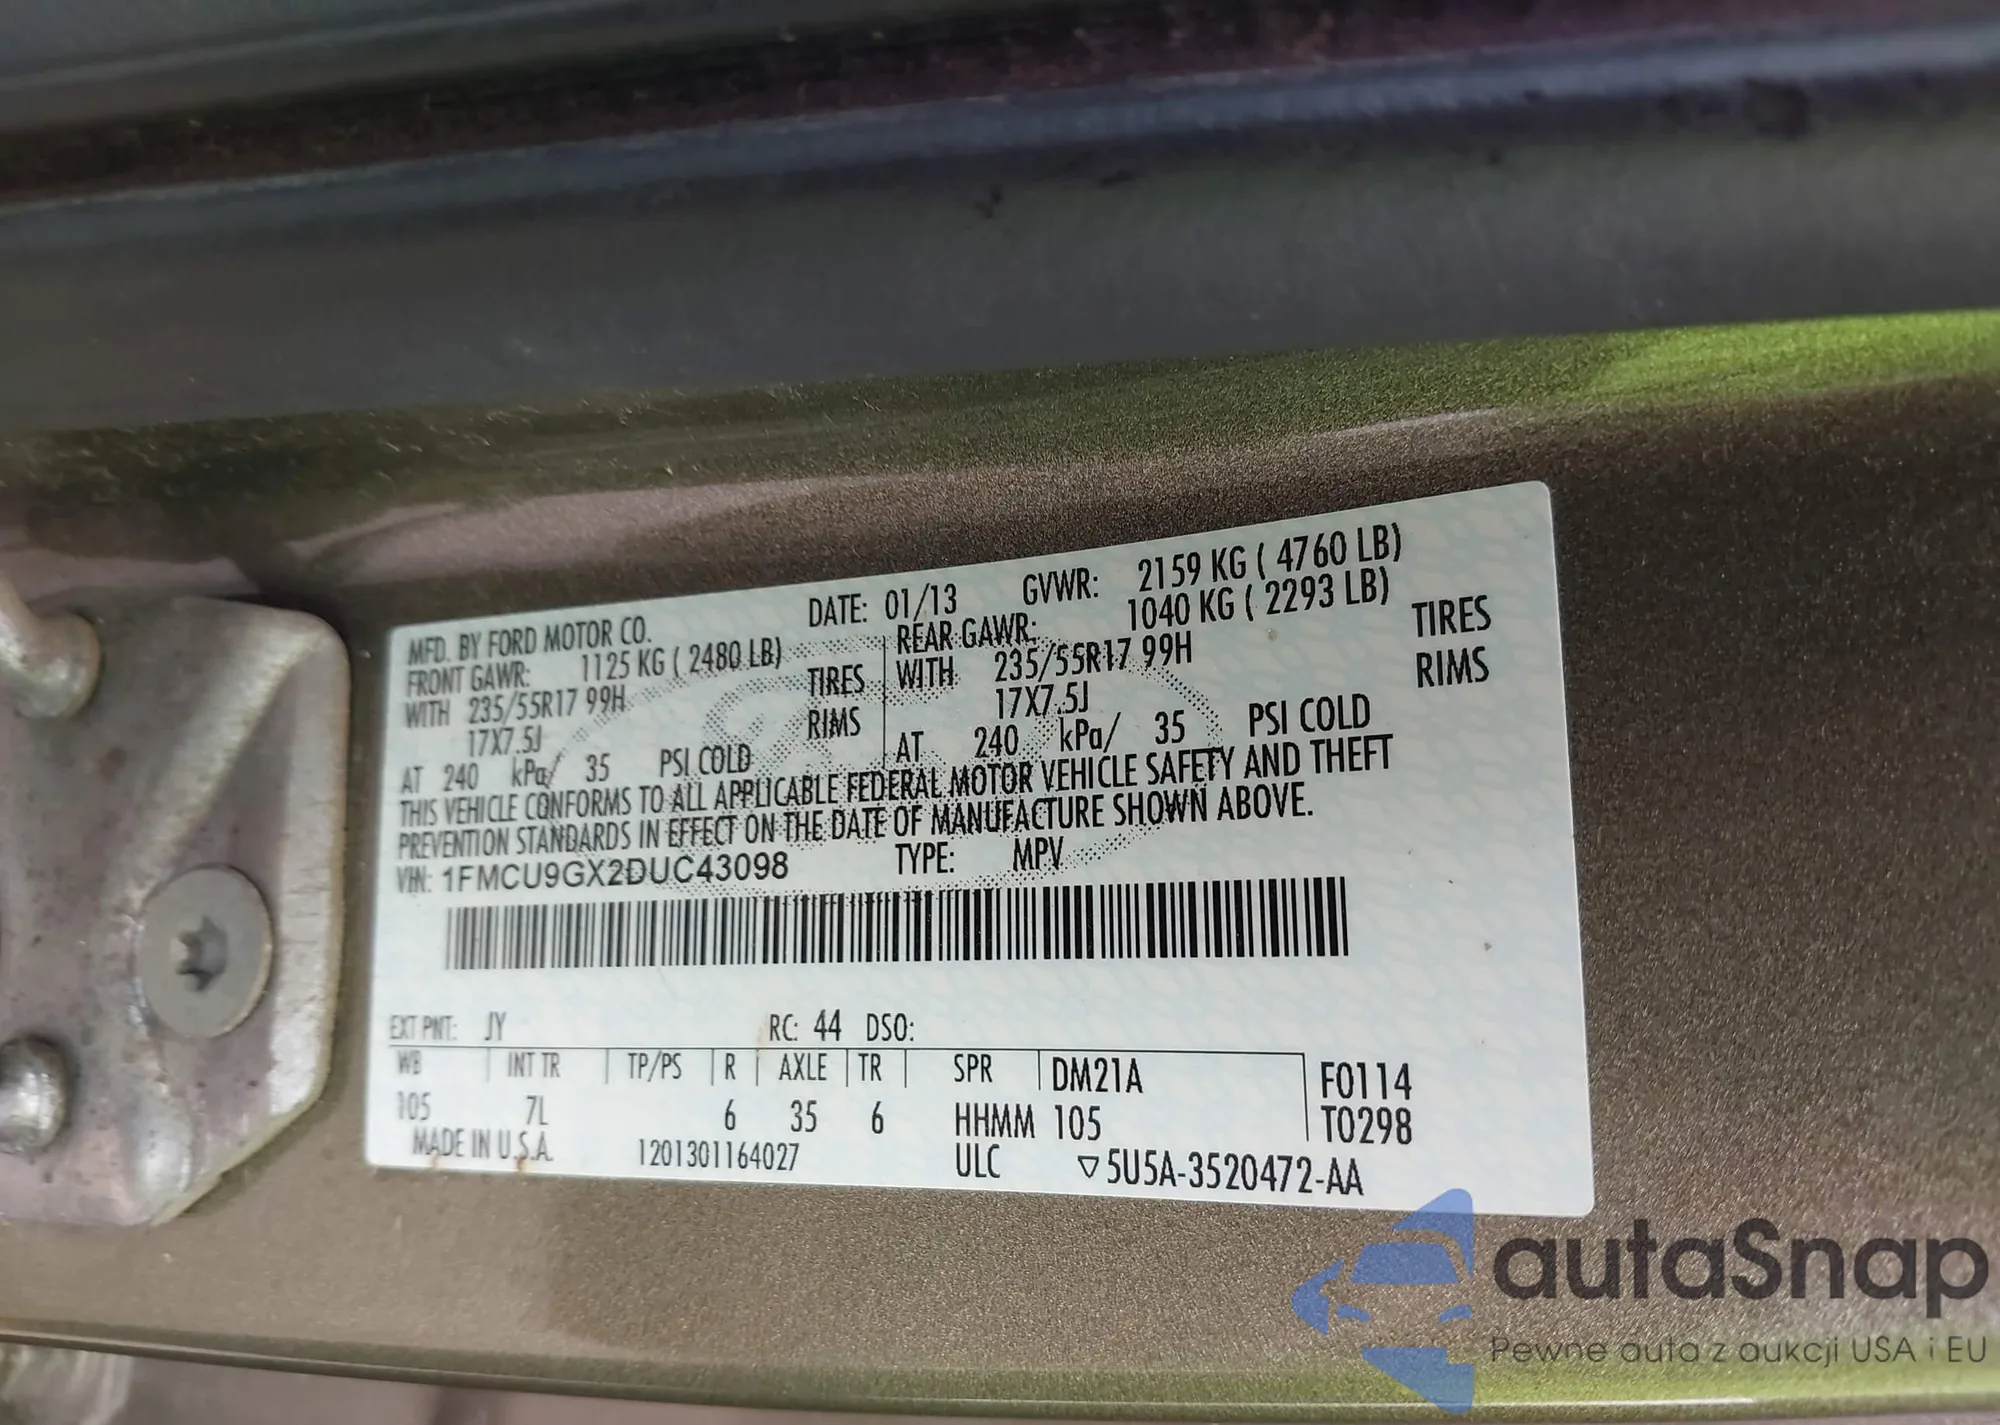 MFD. BY FORD MOTOR CO. DATE: 01/13 GVWR: 2159 KG ( 4760 LB)
FRONT GAWR: 1125 KG ( 2480 LB) REAR GAWR: 1040 KG ( 2293 LB)
WITH 235/55R17 99H TIRES WITH 235/55R17 99H TIRES
17X7.5J RIMS 17X7.5J RIMS
AT 240 kPa/ 35 PSI COLD AT 240 kPa/ 35 PSI COLD
THIS VEHICLE CONFORMS TO ALL APPLICABLE FEDERAL MOTOR VEHICLE SAFETY AND THEFT
PREVENTION STANDARDS IN EFFECT ON THE DATE OF MANUFACTURE SHOWN ABOVE.
VIN: 1FMCU9GX2DUC43098 TYPE: MPV
EXT PNT: JY RC: 44 DSO:
WB INT TR TP/PS R AXLE TR SPR DM21A F0114
105 7L 6 35 6 HHMM 105 T0298
MADE IN U.S.A. 1201301164027 ULC ▽5U5A-3520472-AA
autaSnap
Pewne auta z aukcji USA i EU